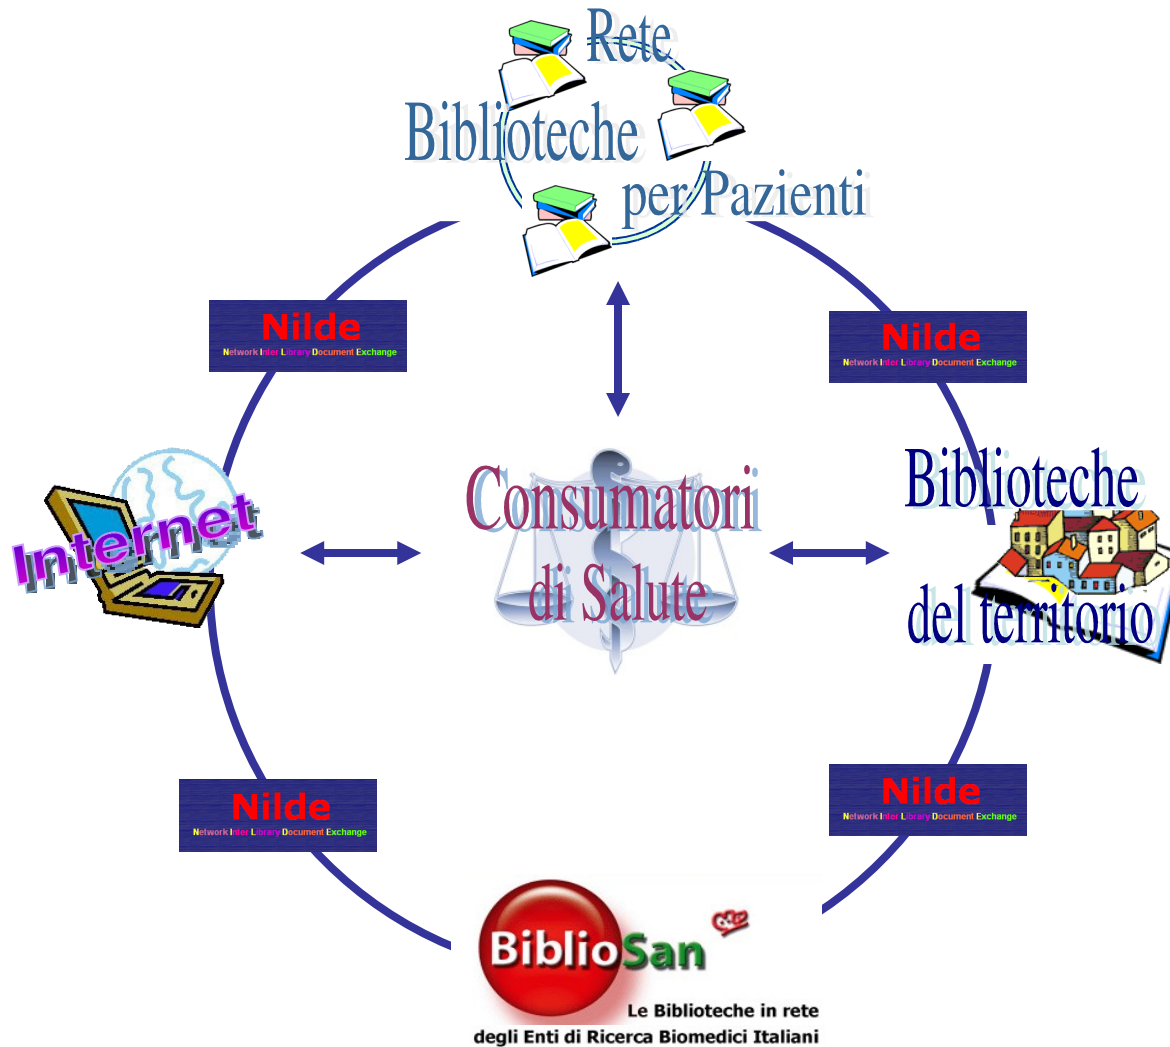 Rete
Biblioteche
per Pazienti
Nilde
Network Inter Library Document Exchange
Nilde
Network Inter Library Document Exchange
Internet
Consumatori
di Salute
Biblioteche
del territorio
Nilde
Network Inter Library Document Exchange
Nilde
Network Inter Library Document Exchange
BiblioSan
Le Biblioteche in rete
degli Enti di Ricerca Biomedici Italiani